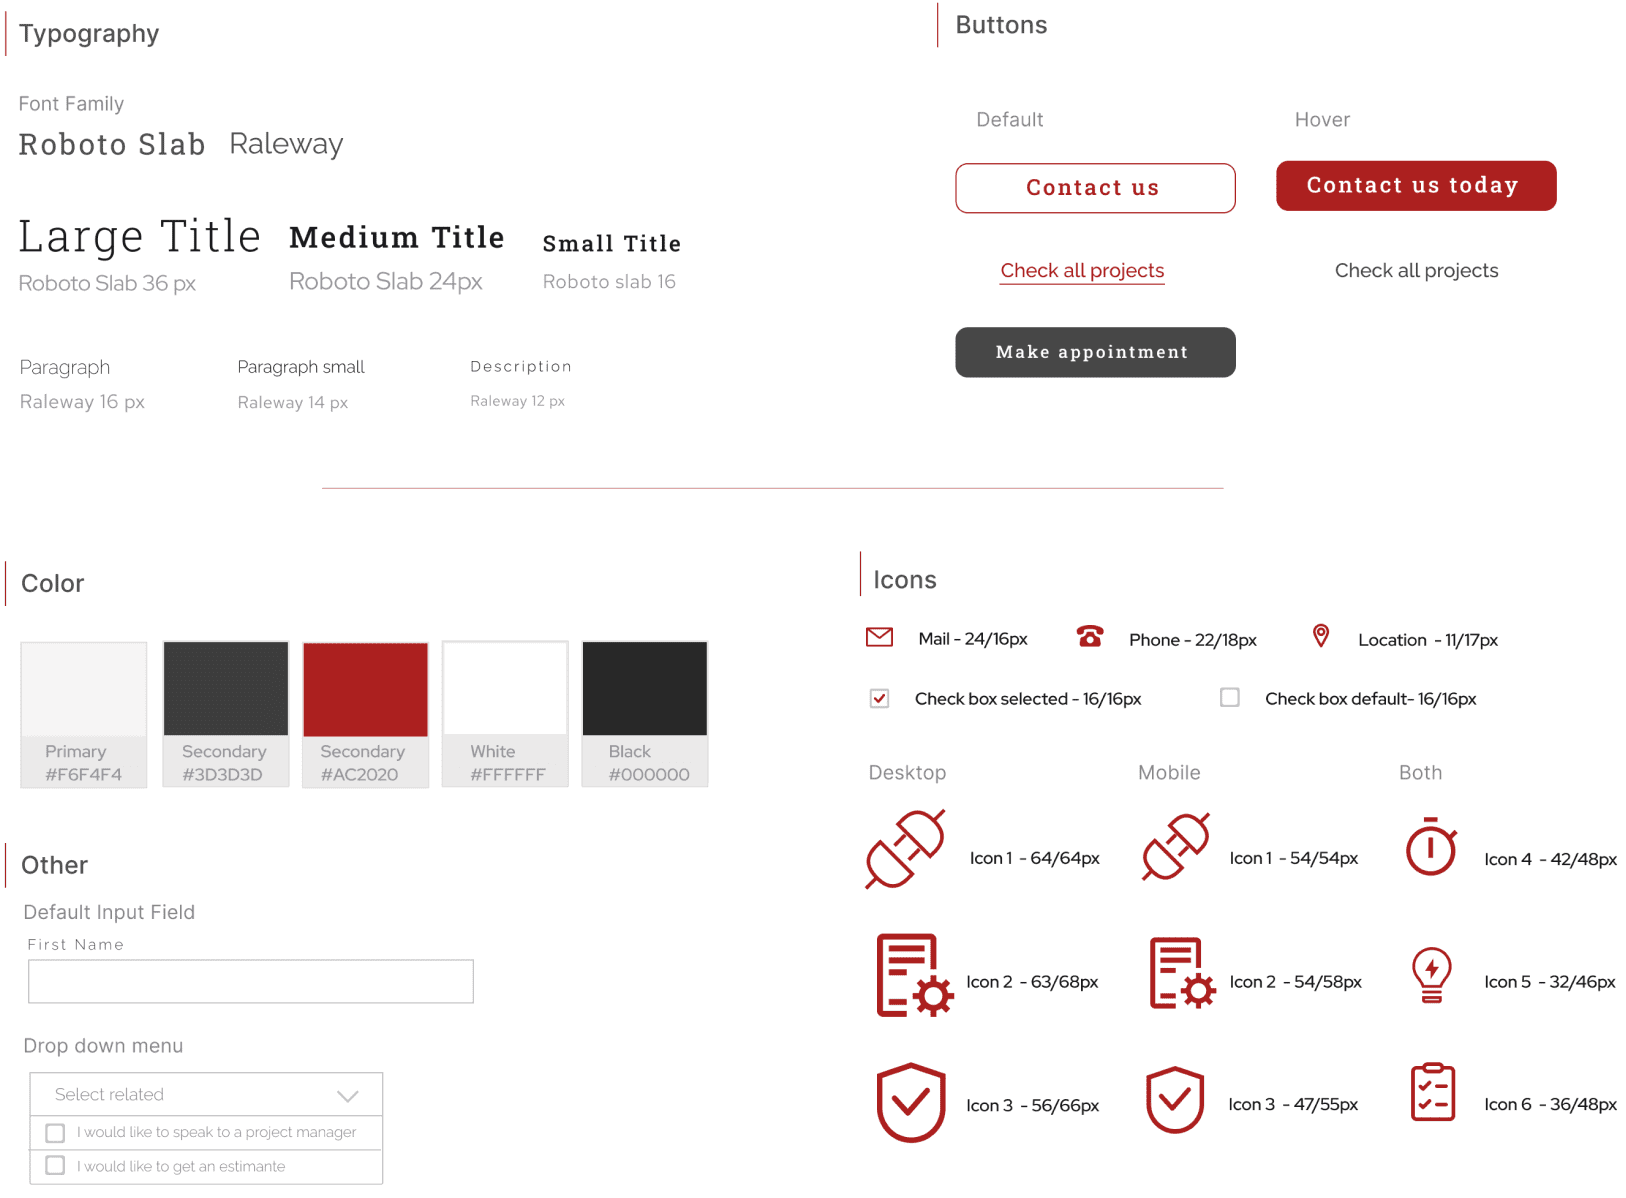 Typography
Font Family
Roboto Slab Raleway
Large Title Medium Title Small Title
Roboto Slab 36 px Roboto Slab 24px Roboto slab 16
Paragraph Paragraph small Description
Raleway 16 px Raleway 14 px Raleway 12 px
Buttons
Default Hover
Contact us Contact us today
Check all projects Check all projects
Make appointment
Color
Primary Secondary Secondary White Black
#F6F4F4 #3D3D3D #AC2020 #FFFFFF #000000
Other
Default Input Field
First Name
Drop down menu
Select related
I would like to speak to a project manager
I would like to get an estimante
Icons
Mail - 24/16px Phone - 22/18px Location - 11/17px
Check box selected - 16/16px Check box default- 16/16px
Desktop Mobile Both
Icon 1 - 64/64px Icon 1 - 54/54px Icon 4 - 42/48px
Icon 2 - 63/68px Icon 2 - 54/58px Icon 5 - 32/46px
Icon 3 - 56/66px Icon 3 - 47/55px Icon 6 - 36/48px